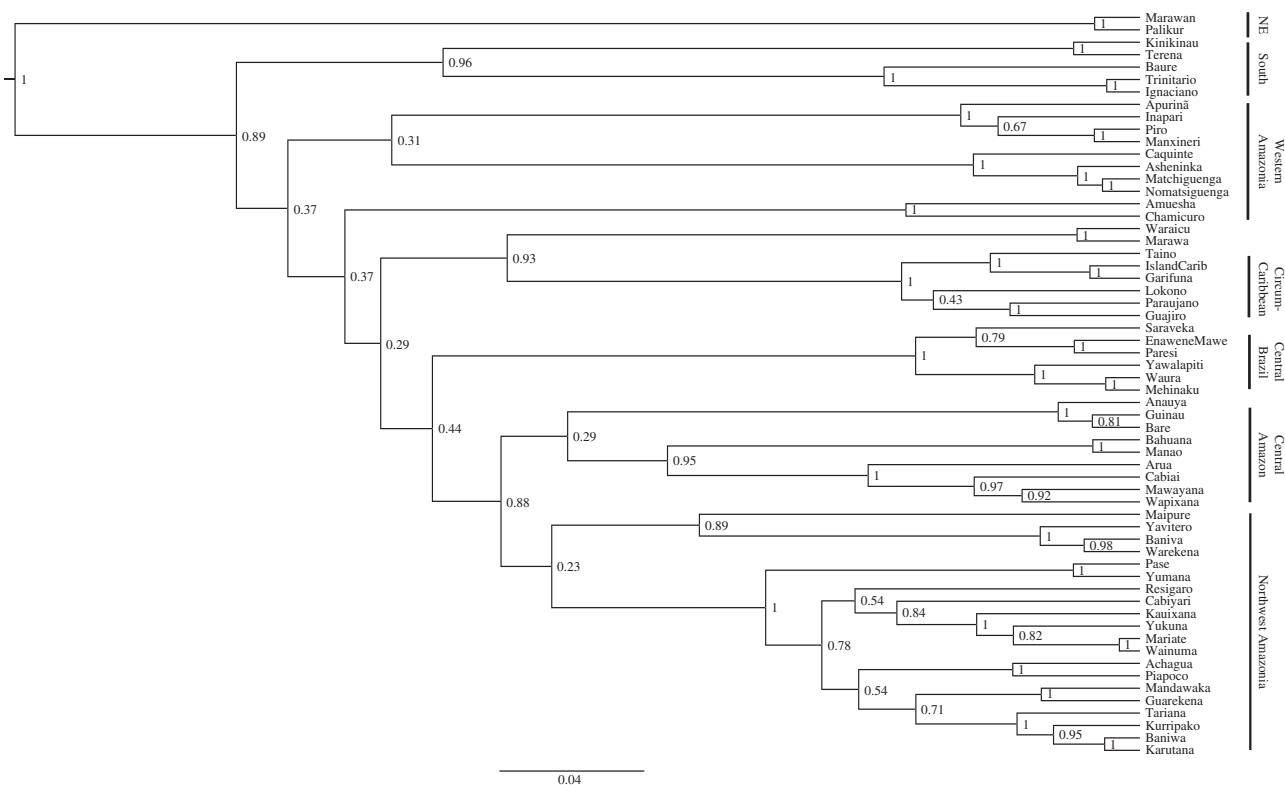 Marawan
1
Palikur
NE
Kinikinau
1
Terena
0.96
Baure
1
Trinitario
1
Ignaciano
South
1
0.89
Apurinã
1
Inapari
0.67
Piro
1
Manxineri
0.31
Caquinte
1
Asheninka
1
Matchiguenga
1
Nomatsiguenga
Western
Amazonia
0.37
Amuesha
1
Chamicuro
0.37
Waraicu
1
Marawa
0.93
Taino
1
IslandCarib
1
Garifuna
1
Lokono
0.43
Paraujano
1
Guajiro
Circum-
Caribbean
0.29
Saraveka
0.79
EnaweneMawe
1
Paresi
1
Yawalapiti
1
Waura
1
Mehinaku
Central
Brazil
0.44
Anauya
1
Guinau
0.81
Bare
0.29
Bahuana
1
Manao
0.95
Arua
1
Cabiai
0.97
Mawayana
0.92
Wapixana
Central
Amazon
0.88
Maipure
0.89
Yavitero
1
Baniva
0.98
Warekena
0.23
Pase
1
Yumana
1
Resigaro
0.54
Cabiyari
0.84
Kauixana
1
Yukuna
0.82
Mariate
1
Wainuma
0.78
Achagua
1
Piapoco
0.54
Mandawaka
1
Guarekena
0.71
Tariana
1
Kurripako
0.95
Baniwa
1
Karutana
Northwest Amazonia
0.04